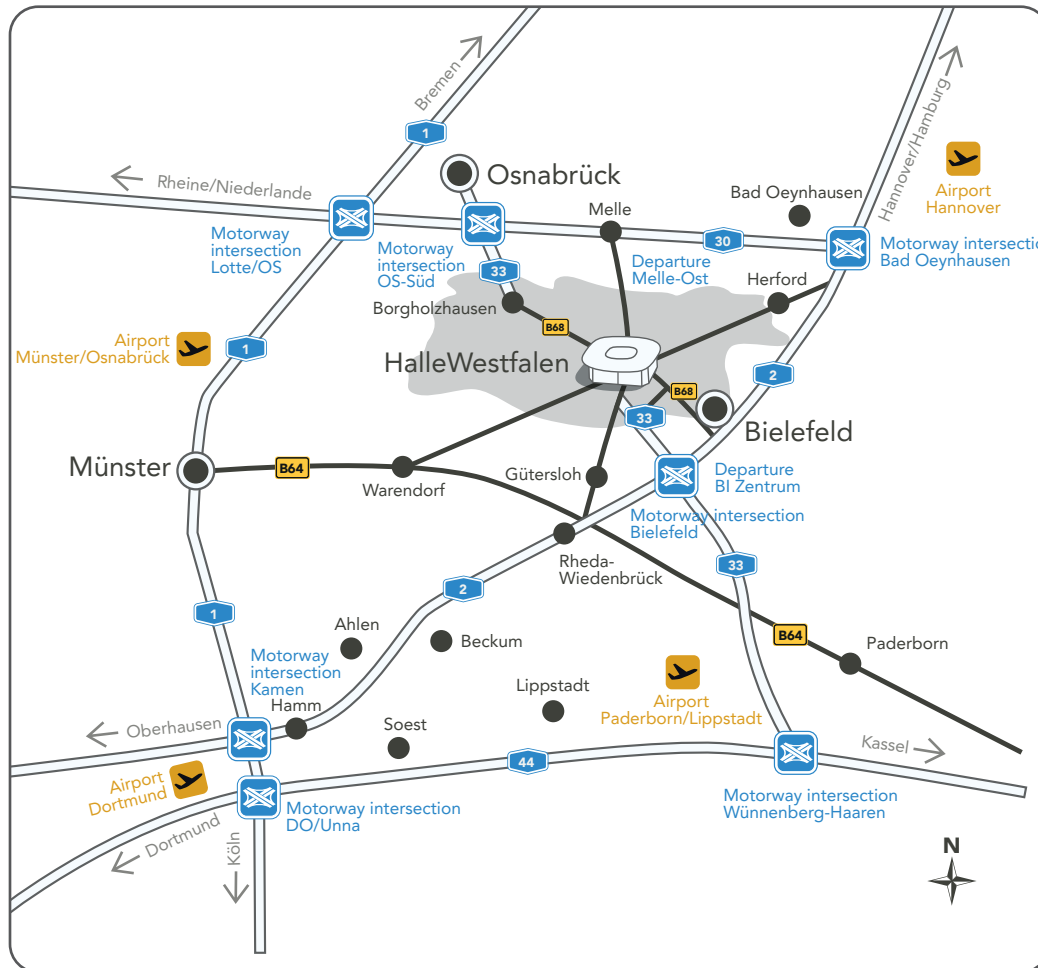 Bremen
1
Hannover/Hamburg
Airport
Hannover
Osnabrück
Rheine/Niederlande
Bad Oeynhausen
Melle
Motorway
intersection
Lotte/OS
Motorway
intersection
OS-Süd
30
Departure
Melle-Ost
Motorway intersectio
Bad Oeynhausen
33
Herford
Borgholzhausen
B68
Airport
Münster/Osnabrück
1
HalleWestfalen
2
B68
33
Bielefeld
Münster
B64
Warendorf
Gütersloh
Departure
BI Zentrum
Motorway intersection
Bielefeld
Rheda-
Wiedenbrück
33
2
1
Ahlen
Beckum
B64
Paderborn
Motorway
intersection
Kamen
Hamm
Lippstadt
Airport
Paderborn/Lippstadt
Oberhausen
Soest
Kassel
44
Airport
Dortmund
Motorway intersection
DO/Unna
Motorway intersection
Wünnenberg-Haaren
Dortmund
Köln
N